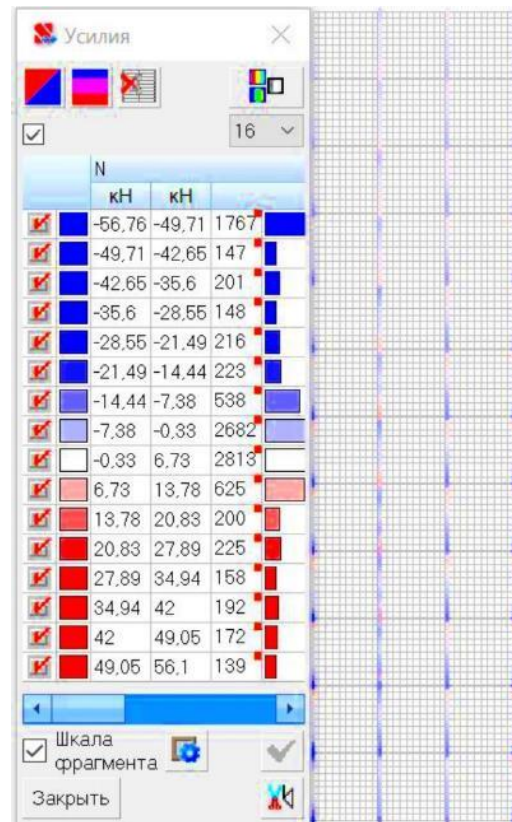 Усилия
16
N
кН кН
-56,76 -49,71 1767
-49,71 -42,65 147
-42,65 -35,6 201
-35,6 -28,55 148
-28,55 -21,49 216
-21,49 -14,44 223
-14,44 -7,38 538
-7,38 -0,33 2682
-0,33 6,73 2813
6,73 13,78 625
13,78 20,83 200
20,83 27,89 225
27,89 34,94 158
34,94 42 192
42 49,05 172
49,05 56,1 139
Шкала
фрагмента
Закрыть